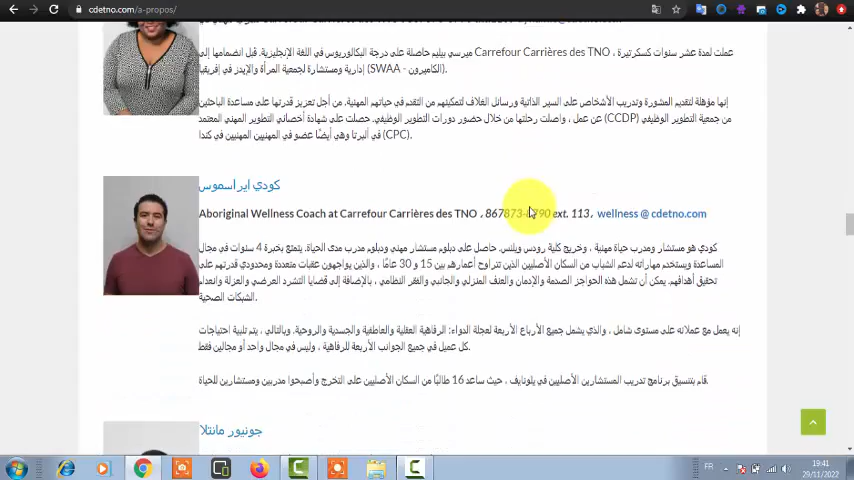 cdetno.com/a-propos/
عملت لمدة عشر سنوات كسكرتيرة ، Carrefour Carrières des TNO ميرسي بيليم حاصلة على درجة البكالوريوس في اللغة الإنجليزية. قبل انضمامها إلى
(SWAA - الكاميرون) إدارية ومستشارة لجمعية المرأة والإيدز في إفريقيا.
إنها مؤهلة لتقديم المشورة وتدريب الأشخاص على السير الذاتية ورسائل الغلاف لتمكينهم من التقدم في حياتهم المهنية. من أجل تعزيز قدرتها على مساعدة الباحثين
من جمعية التطوير الوظيفي (CCDP) عن عمل ، واصلت رحلتها من خلال حضور دورات التطوير الوظيفي. حصلت على شهادة أخصائي التطوير المهني المعتمد
(CPC) في ألبرتا وهي أيضًا عضو في المهنيين المهنيين في كندا.
كودي ايراسموس
Aboriginal Wellness Coach at Carrefour Carrières des TNO ، 867873- ext. 113 ، wellness @ cdetno.com
كودي هو مستشار ومدرب حياة مهنية ، وخريج كلية رودس ويلنس. حاصل على دبلوم مستشار مهني ودبلوم مدرب مدى الحياة. يتمتع بخبرة 4 سنوات في مجال
المساعدة ويستخدم مهاراته لدعم الشباب من السكان الأصليين الذين تتراوح أعمارهم بين 15 و 30 عامًا ، والذين يواجهون عقبات متعددة ومحدودي قدرتهم على
تحقيق أهدافهم. يمكن أن تشمل هذه الحواجز الصدمة والإدمان والعنف المنزلي والجانبي والفقر النظامي ، بالإضافة إلى قضايا التشرد العرضي والعزلة وانعدام
الشبكات الصحية.
إنه يعمل مع عملائه على مستوى شامل ، والذي يشمل جميع الأرباع الأربعة لعجلة الدواء: الرفاهية العقلية والعاطفية والجسدية والروحية. وبالتالي ، يتم تلبية احتياجات
كل عميل في جميع الجوانب الأربعة للرفاهية ، وليس في مجال واحد أو مجالين فقط.
قام بتنسيق برنامج تدريب المستشارين الأصليين في يلونايف ، حيث ساعد 16 طالبًا من السكان الأصليين على التخرج وأصبحوا مدربين ومستشارين للحياة.
جونيور مانتلا
FR
19:41
29/11/2022